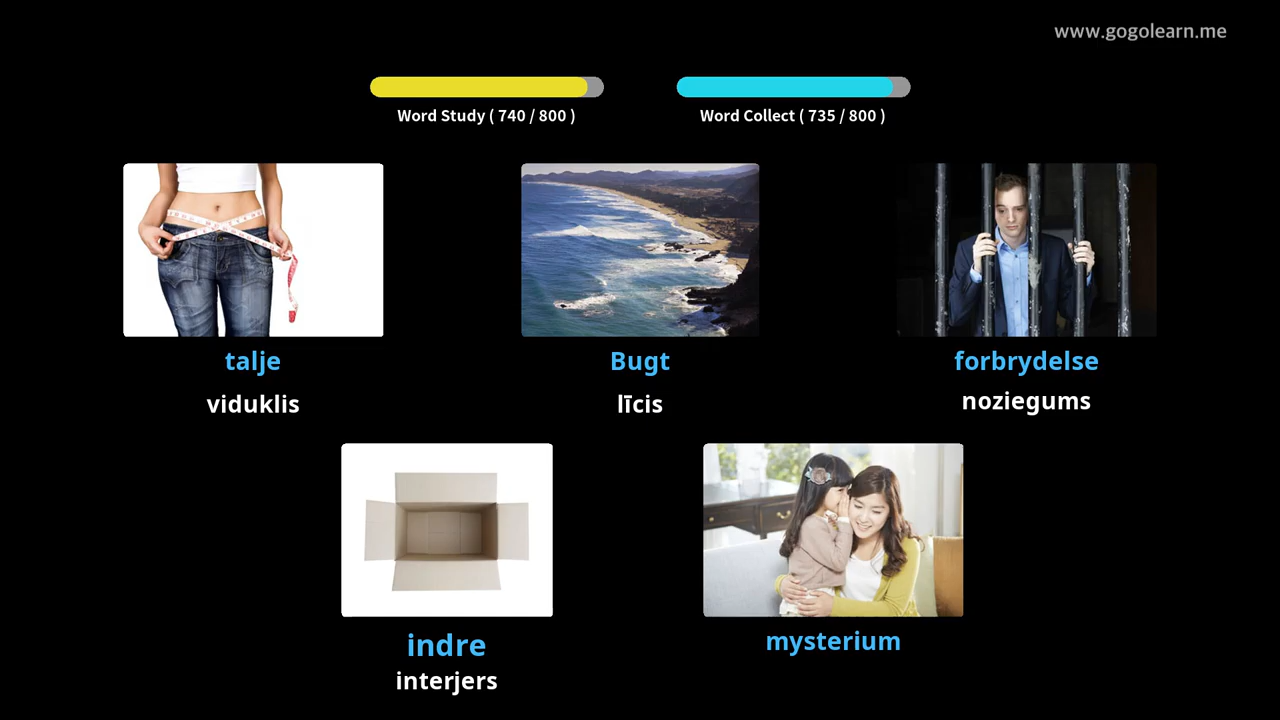 www.gogolearn.me
Word Study ( 740 / 800 )
Word Collect ( 735 / 800 )
talje
Bugt
forbrydelse
viduklis
līcis
noziegums
indre
mysterium
interjers